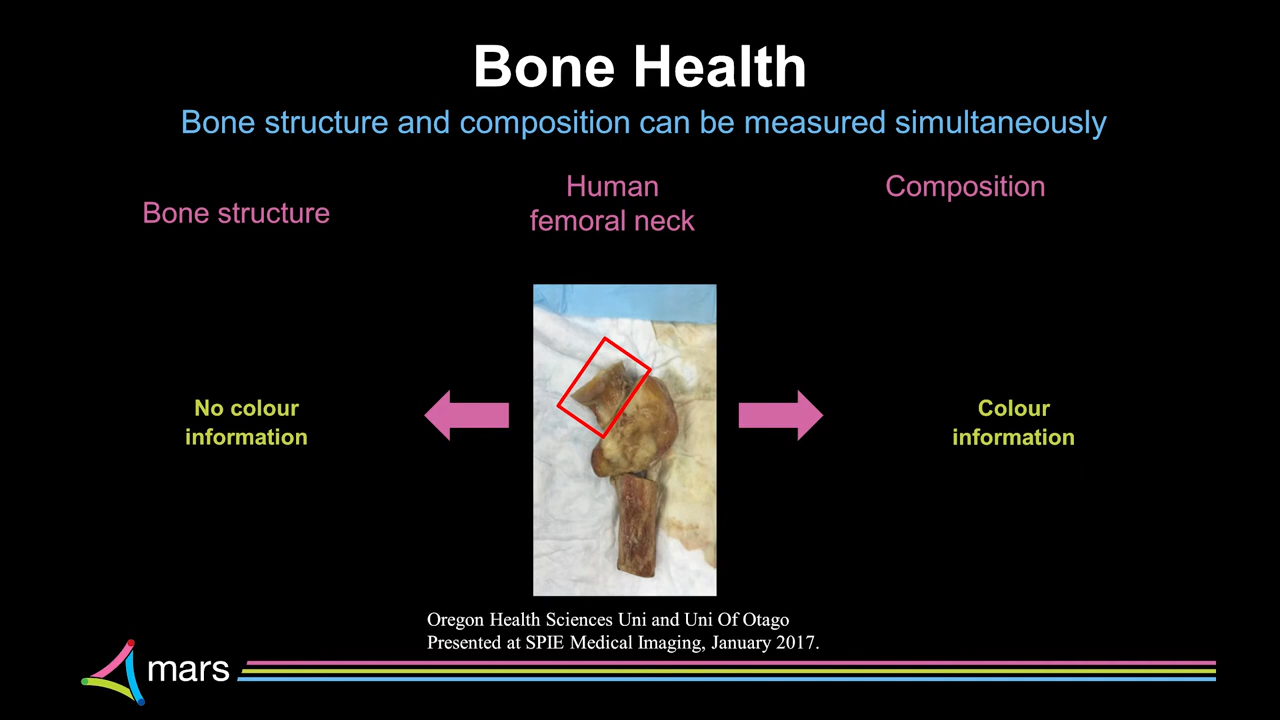 Bone Health
Bone structure and composition can be measured simultaneously
Bone structure
Human
femoral neck
Composition
No colour
information
Colour
information
Oregon Health Sciences Uni and Uni Of Otago
Presented at SPIE Medical Imaging, January 2017.
mars